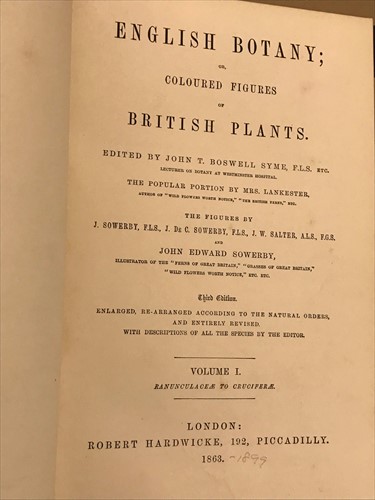 ENGLISH BOTANY;
OR,
COLOURED FIGURES
OF
BRITISH PLANTS.
EDITED BY JOHN T. BOSWELL SYME, F.L.S. ETC.
LECTURER ON BOTANY AT WESTMINSTER HOSPITAL.
THE POPULAR PORTION BY MRS. LANKESTER,
AUTHOR OF "WILD FLOWERS WORTH NOTICE," "THE BRITISH FERNS," ETC.
THE FIGURES BY
J. SOWERBY, F.L.S., J. DE C. SOWERBY, F.L.S., J. W. SALTER, A.L.S., F.G.S.
AND
JOHN EDWARD SOWERBY,
ILLUSTRATOR OF THE "FERNS OF GREAT BRITAIN," "GRASSES OF GREAT BRITAIN,"
"WILD FLOWERS WORTH NOTICE," ETC. ETC.
Third Edition.
ENLARGED, RE-ARRANGED ACCORDING TO THE NATURAL ORDERS,
AND ENTIRELY REVISED.
WITH DESCRIPTIONS OF ALL THE SPECIES BY THE EDITOR.
VOLUME I.
RANUNCULACEÆ TO CRUCIFERÆ.
LONDON:
ROBERT HARDWICKE, 192, PICCADILLY.
1863. -1899